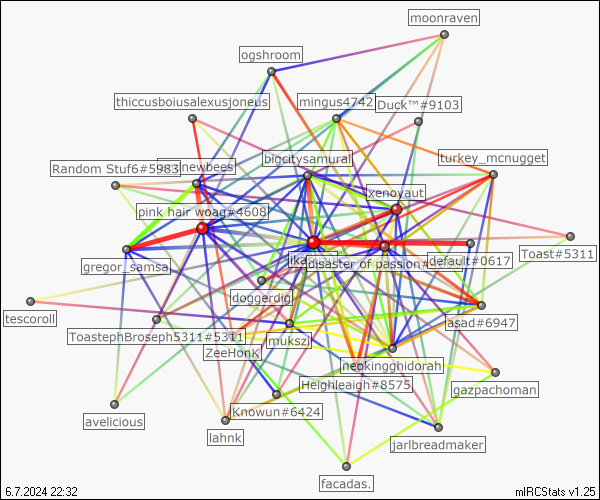 moonraven
ogshroom
thiccusboiusalexusjoneus
mingus4742
Duck™#9103
bigcitysamurai
turkey_mcnugget
Random Stuf6#5983
newbees
xenoyaut
pink hair woag#4608
Toast#5311
disaster of passion#
default#0617
gregor_samsa
doggerdig
tescoroll
asad#6947
ToastephBroseph5311#5311
mukszi
ZeeHonK
neokingghidorah
Heighleigh#8575
gazpachoman
avelicious
Knowun#6424
lahnk
jarlbreadmaker
facadas.
6.7.2024 22:32
mIRCStats v1.25